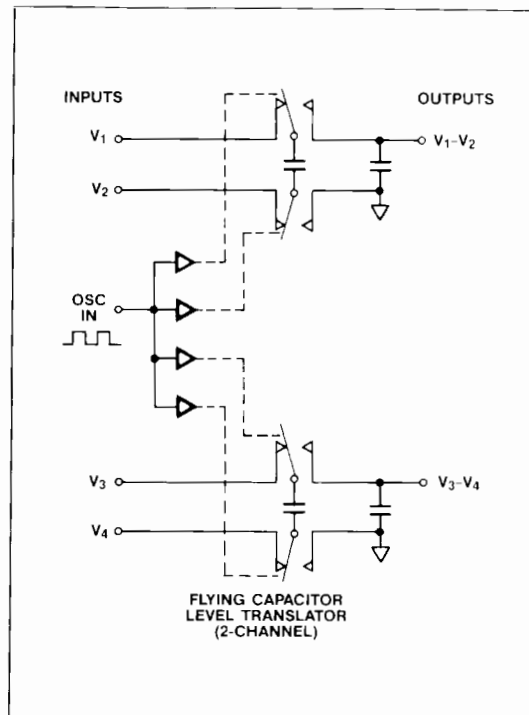 INPUTS
OUTPUTS
V1
V1–V2
V2
OSC
IN
V3
V3–V4
V4
FLYING CAPACITOR
LEVEL TRANSLATOR
(2-CHANNEL)